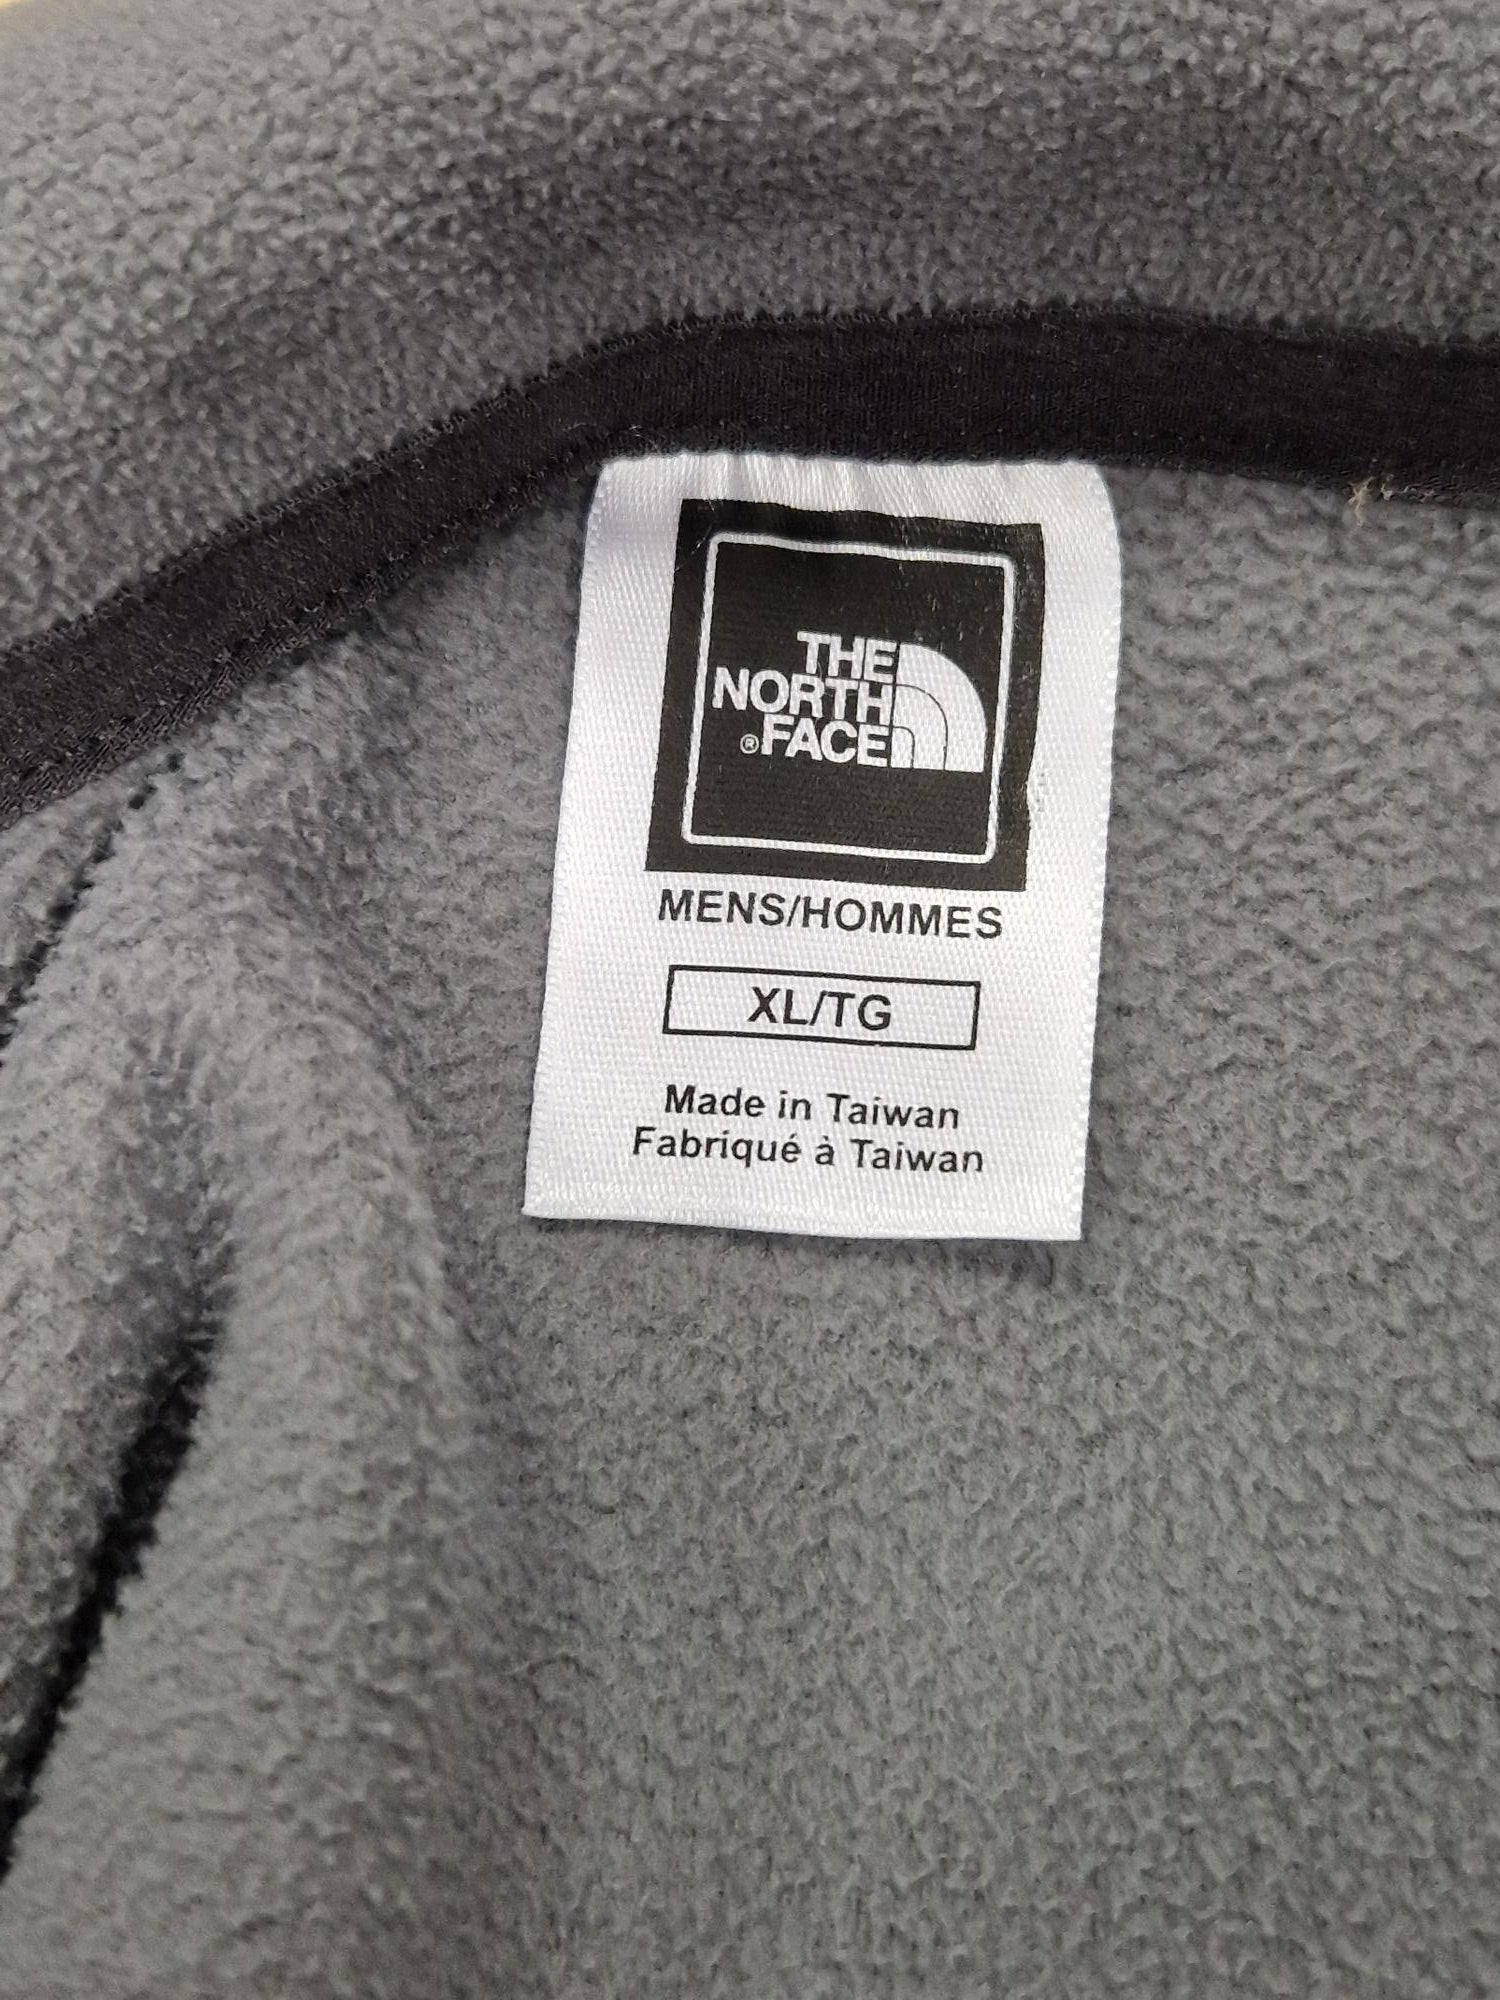 THE
NORTH
®FACE
MENS/HOMMES
XL/TG
Made in Taiwan
Fabriqué à Taiwan